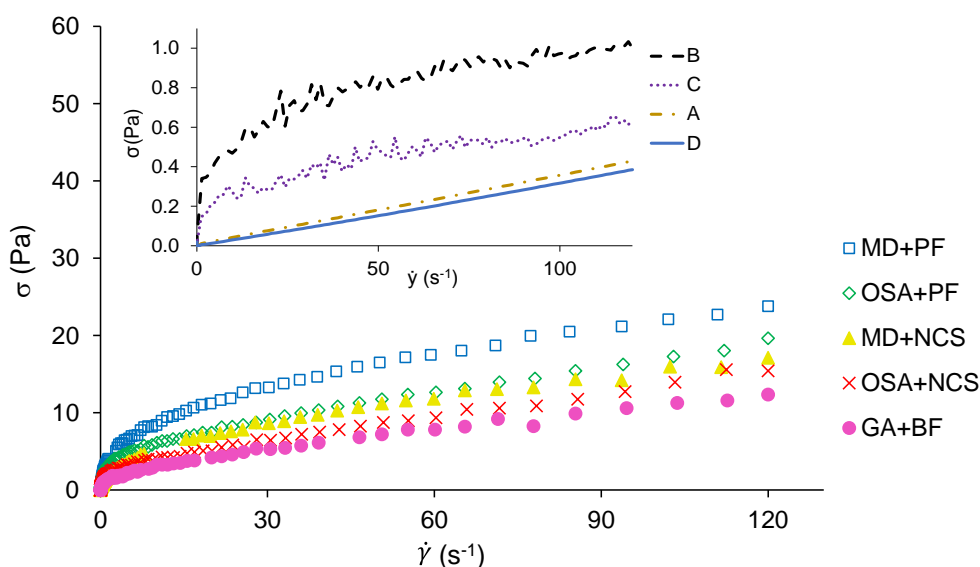 60
50
40
30
20
10
0
σ (Pa)
0
30
60
90
120
γ̇ (s-1)
1.0
0.8
0.6
0.4
0.2
0.0
σ(Pa)
0
50
100
ẏ (s-1)
B
C
A
D
MD+PF
OSA+PF
MD+NCS
OSA+NCS
GA+BF